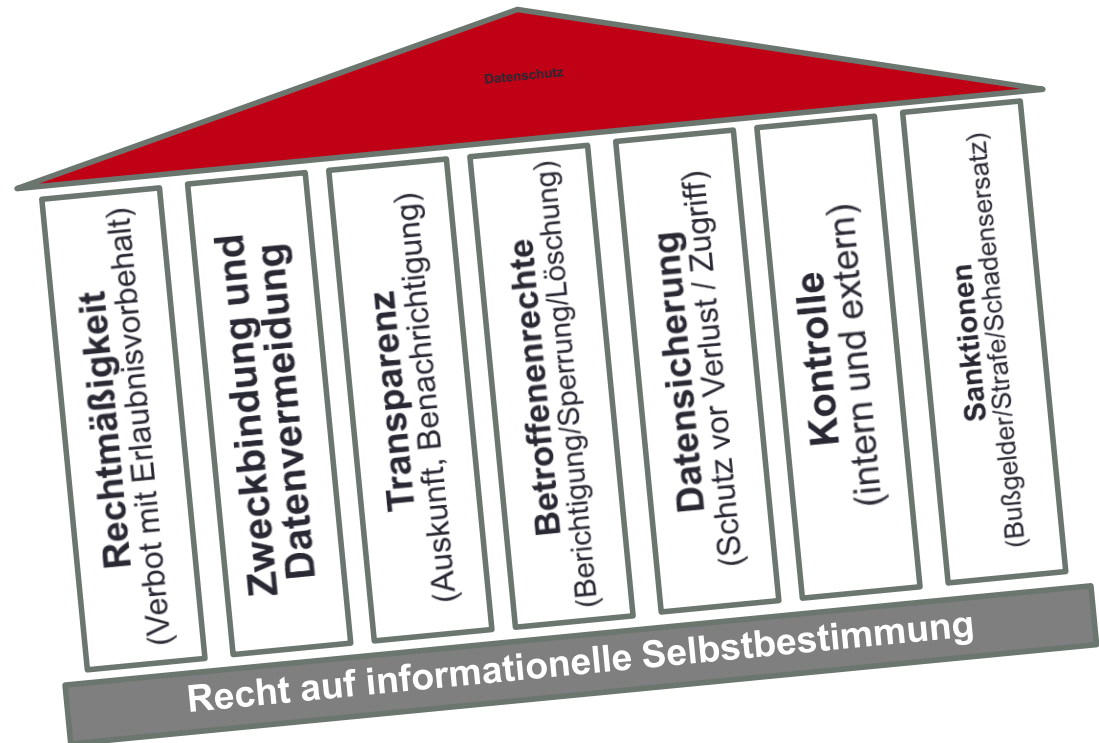 Datenschutz
Rechtmäßigkeit
(Verbot mit Erlaubnisvorbehalt)
Zweckbindung und
Datenvermeidung
Transparenz
(Auskunft, Benachrichtigung)
Betroffenenrechte
(Berichtigung/Sperrung/Löschung)
Datensicherung
(Schutz vor Verlust / Zugriff)
Kontrolle
(intern und extern)
Sanktionen
(Bußgelder/Strafe/Schadensersatz)
Recht auf informationelle Selbstbestimmung